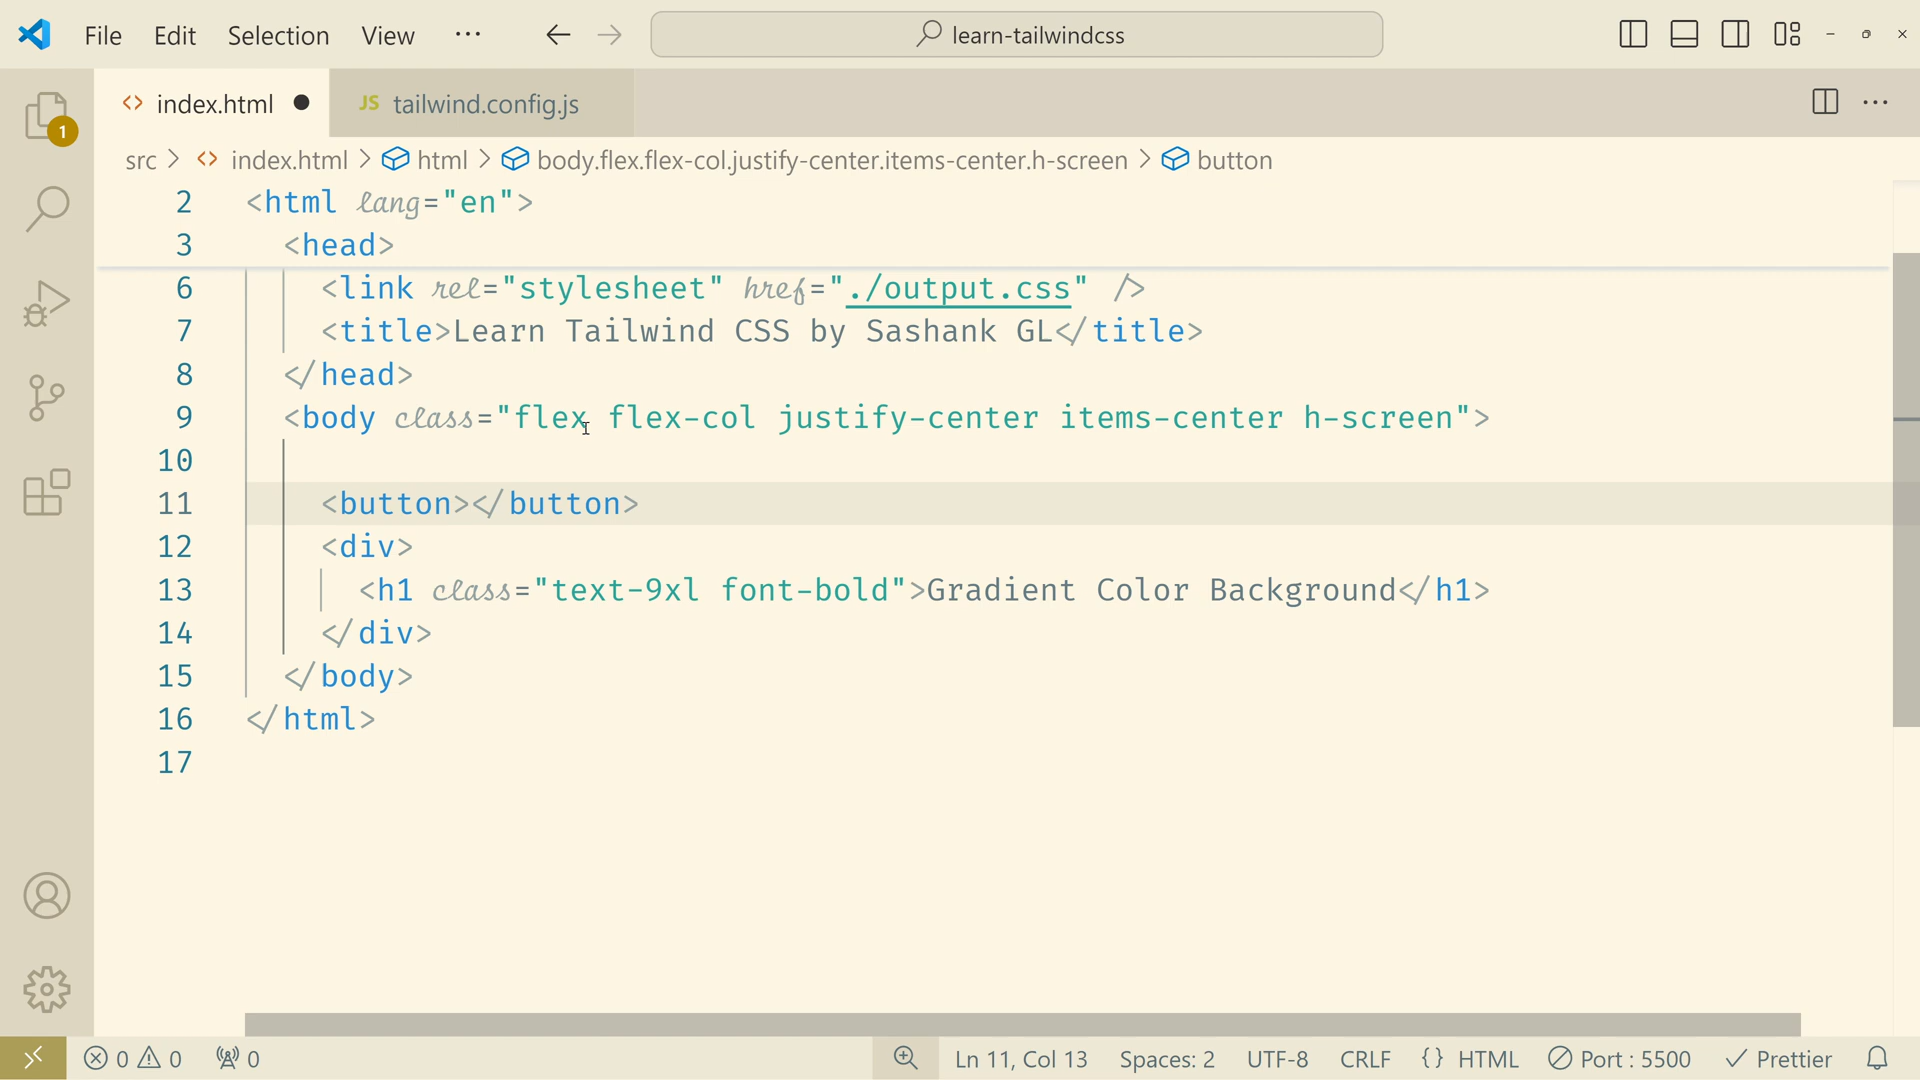 File Edit Selection View ... learn-tailwindcss
index.html JS tailwind.config.js
1
src > index.html > html > body.flex.flex-col.justify-center.items-center.h-screen > button
2 <html lang="en">
3 <head>
6 <link rel="stylesheet" href="./output.css" />
7 <title>Learn Tailwind CSS by Sashank GL</title>
8 </head>
9 <body class="flex flex-col justify-center items-center h-screen">
10
11 <button></button>
12 <div>
13 <h1 class="text-9xl font-bold">Gradient Color Background</h1>
14 </div>
15 </body>
16 </html>
17
0 0 0 Ln 11, Col 13 Spaces: 2 UTF-8 CRLF {} HTML Port : 5500 Prettier